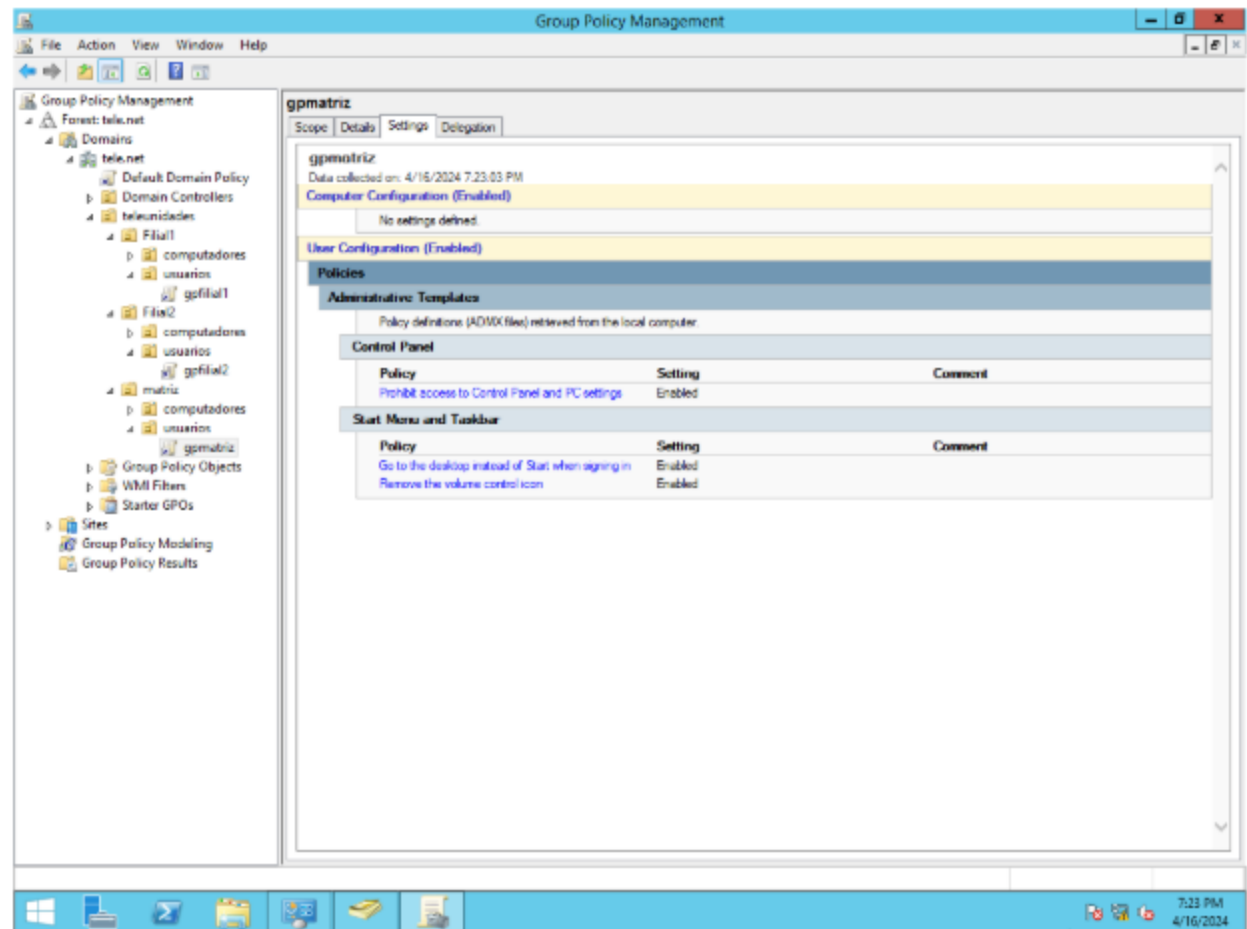 Group Policy Management
File Action View Window Help
Group Policy Management
Forest: tele.net
Domains
tele.net
Default Domain Policy
Domain Controllers
teleunidades
Filial1
computadores
usuarios
gpfilial1
Filial2
computadores
usuarios
gpfilial2
matriz
computadores
usuarios
gpmatriz
Group Policy Objects
WMI Filters
Starter GPOs
Sites
Group Policy Modeling
Group Policy Results
gpmatriz
Scope Details Settings Delegation
gpmatriz
Data collected on: 4/16/2024 7:23:03 PM
Computer Configuration (Enabled)
No settings defined.
User Configuration (Enabled)
Policies
Administrative Templates
Policy definitions (ADMX files) retrieved from the local computer.
Control Panel
Policy Setting Comment
Prohibit access to Control Panel and PC settings Enabled
Start Menu and Taskbar
Policy Setting Comment
Go to the desktop instead of Start when signing in Enabled
Remove the volume control icon Enabled
7:23 PM
4/16/2024